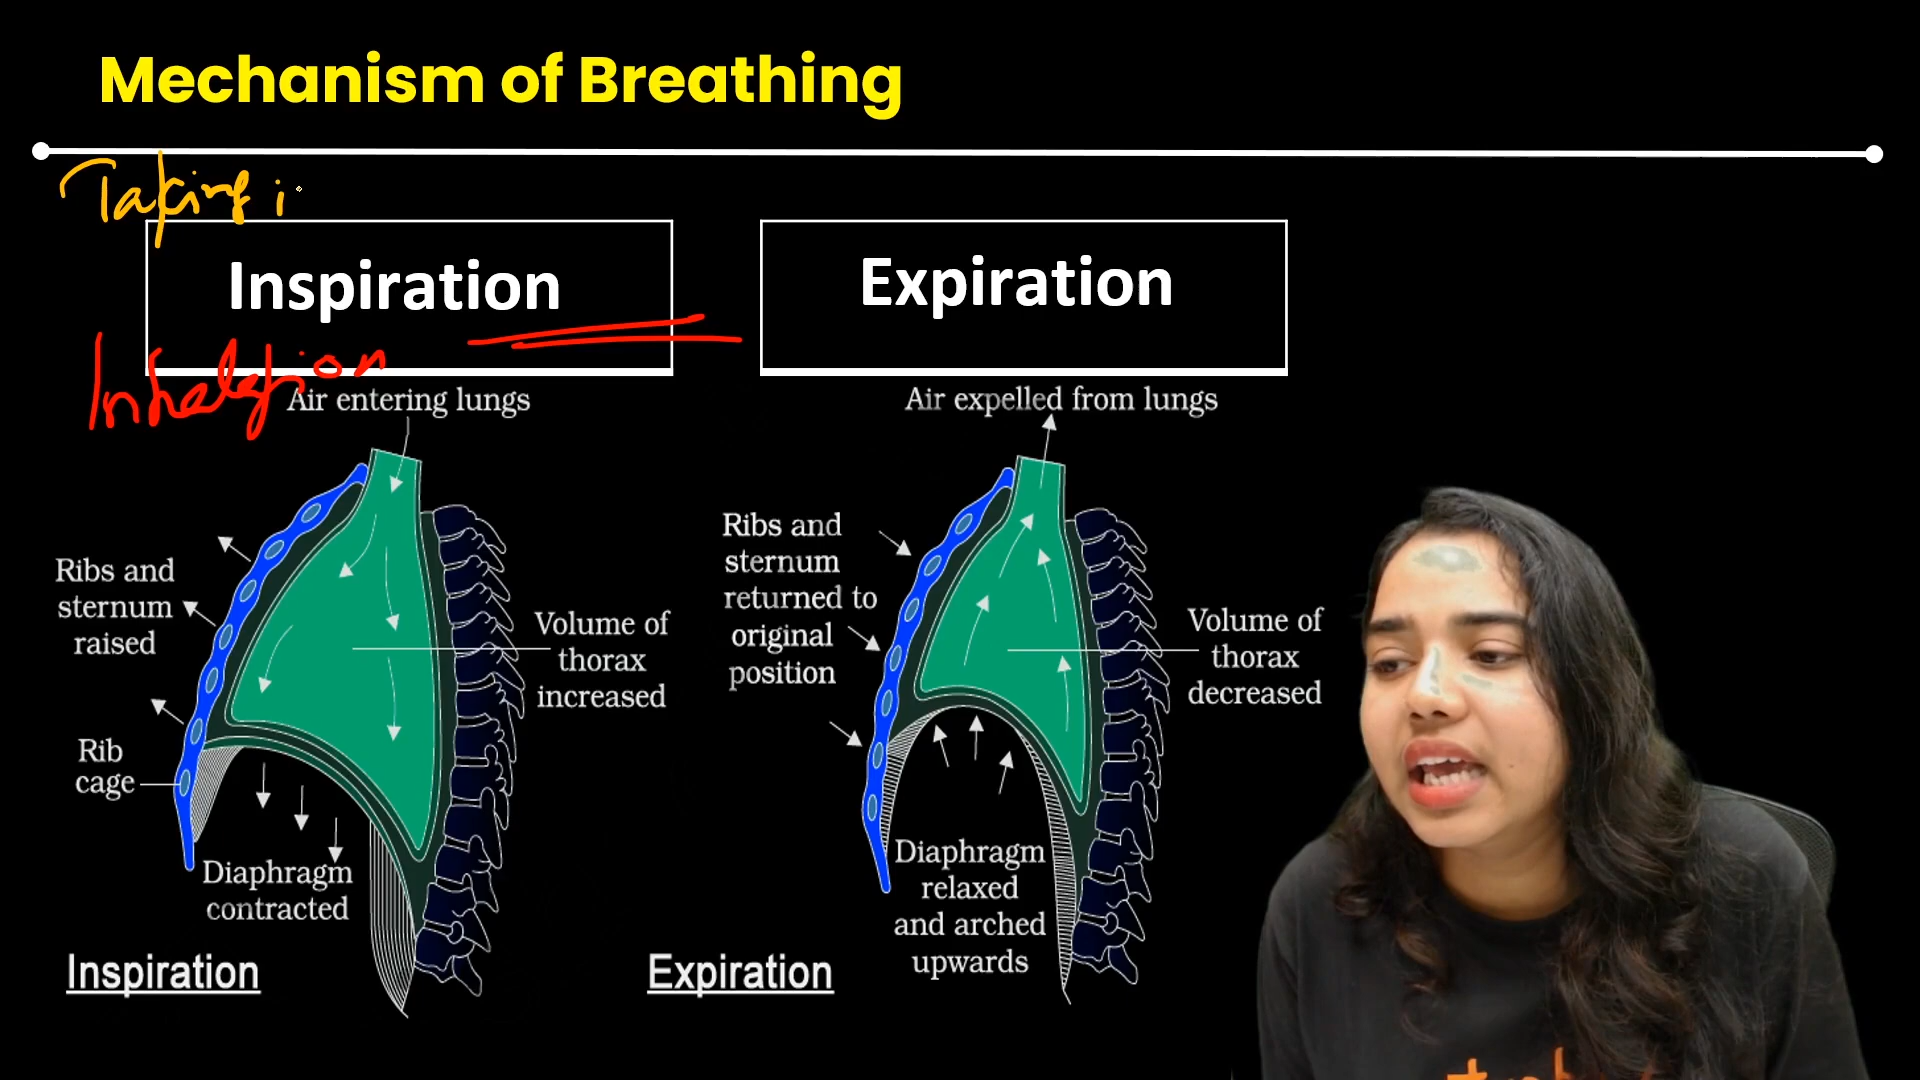 Mechanism of Breathing
Taking i
Inspiration
Inhalation
Expiration
Air entering lungs
Ribs and
sternum
raised
Volume of
thorax
increased
Rib
cage
Diaphragm
contracted
Inspiration
Air expelled from lungs
Ribs and
sternum
returned to
original
position
Volume of
thorax
decreased
Diaphragm
relaxed
and arched
upwards
Expiration